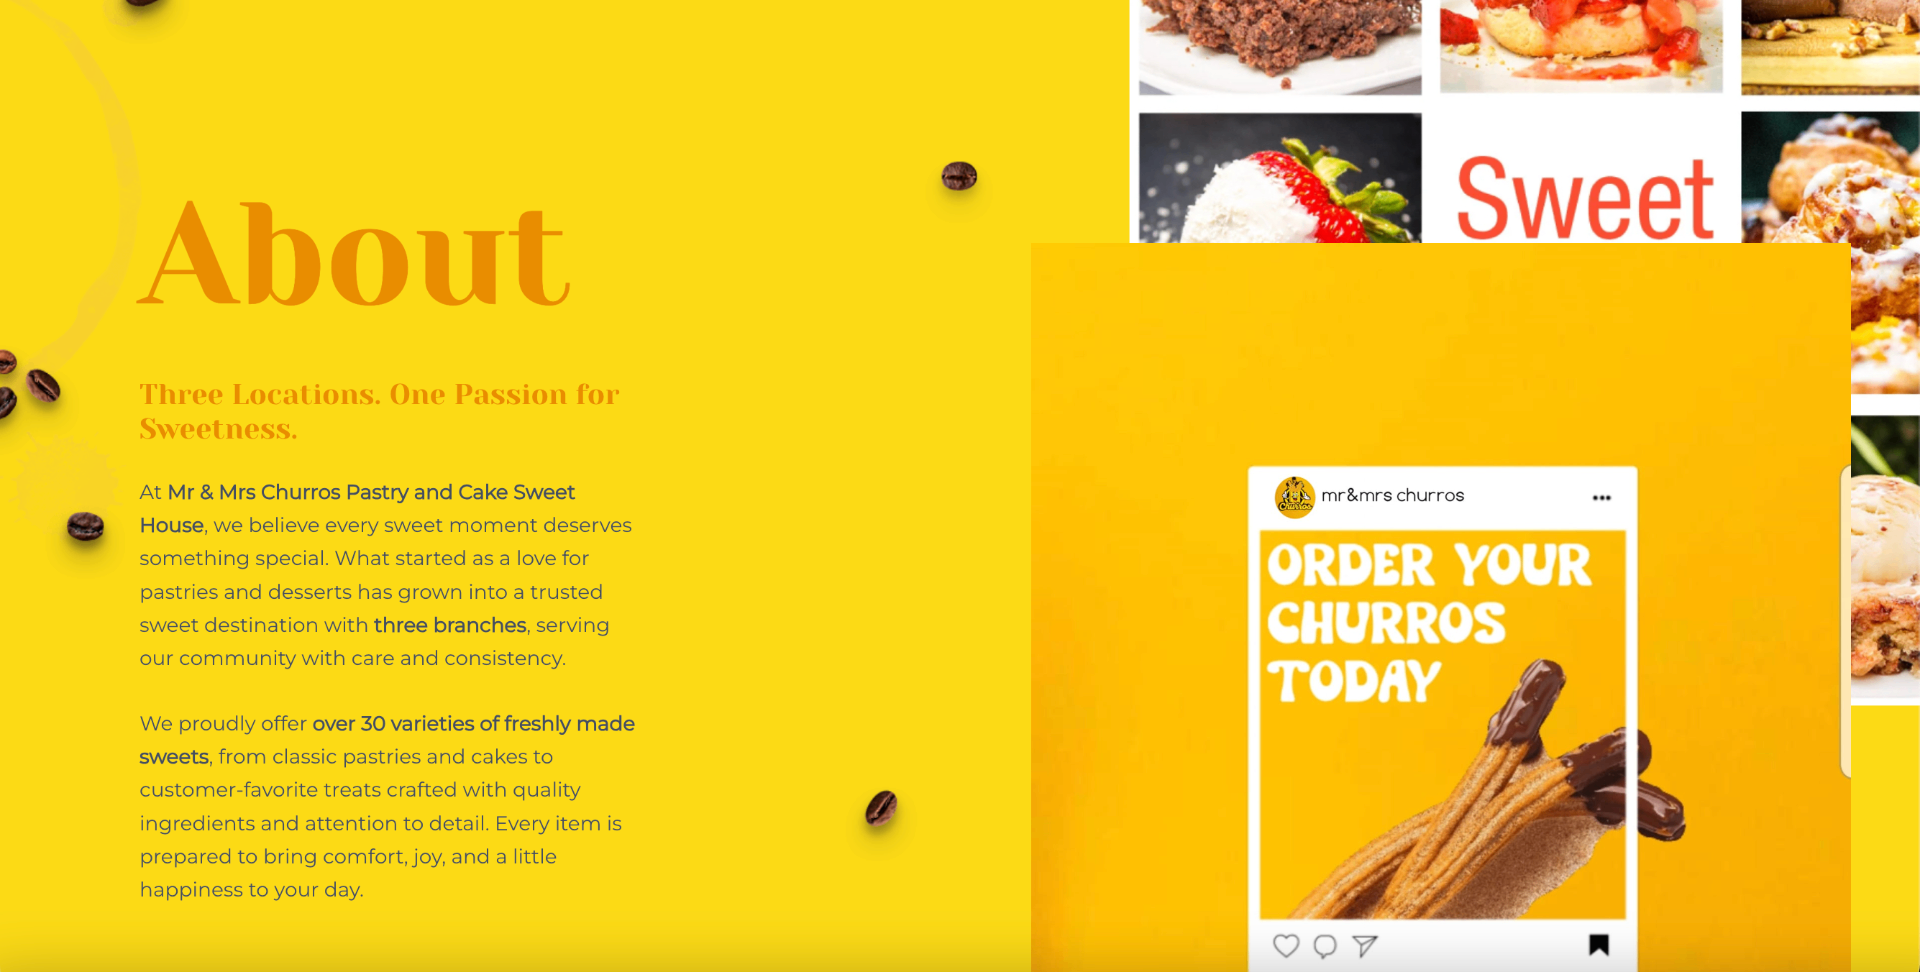 About
Three Locations. One Passion for
Sweetness.
At Mr & Mrs Churros Pastry and Cake Sweet
House, we believe every sweet moment deserves
something special. What started as a love for
pastries and desserts has grown into a trusted
sweet destination with three branches, serving
our community with care and consistency.
We proudly offer over 30 varieties of freshly made
sweets, from classic pastries and cakes to
customer-favorite treats crafted with quality
ingredients and attention to detail. Every item is
prepared to bring comfort, joy, and a little
happiness to your day.
Sweet
Churros
mr&mrs churros
ORDER YOUR
CHURROS
TODAY